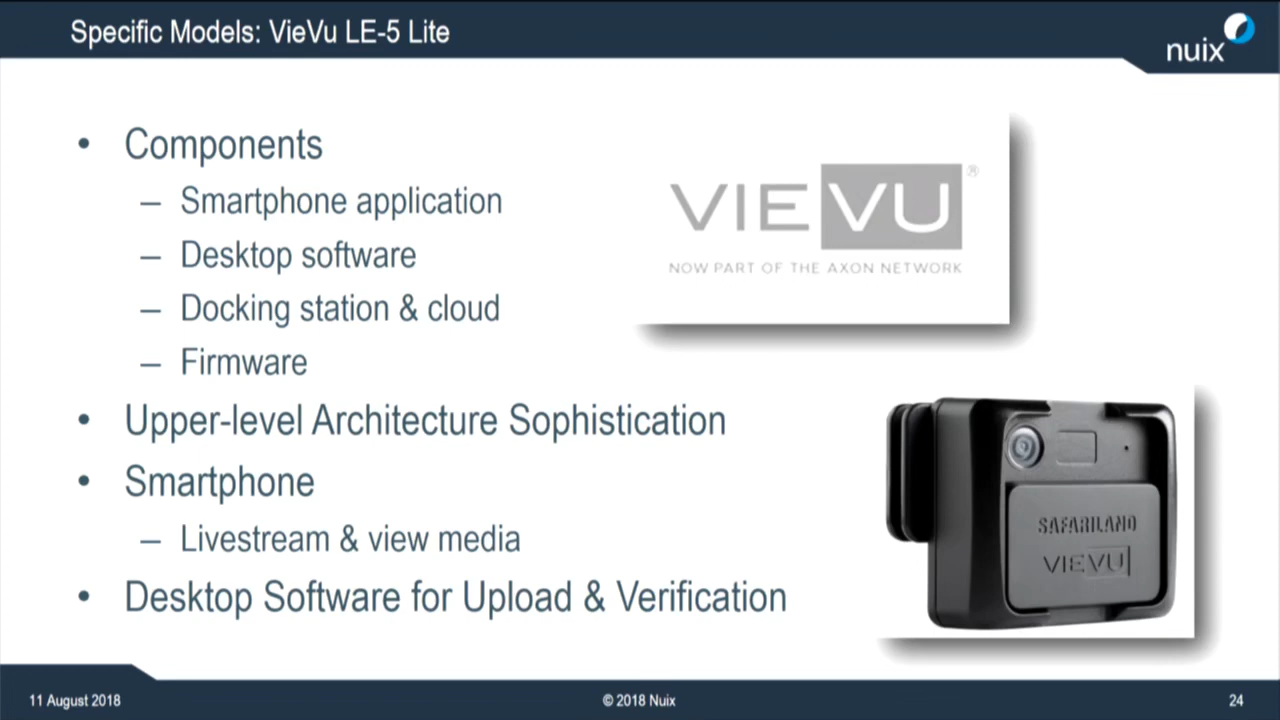 Specific Models: VieVu LE-5 Lite
nuix
• Components
– Smartphone application
– Desktop software
– Docking station & cloud
– Firmware
• Upper-level Architecture Sophistication
• Smartphone
– Livestream & view media
• Desktop Software for Upload & Verification
VIEVU®
NOW PART OF THE AXON NETWORK
SAFARILAND
VIEVU
11 August 2018
© 2018 Nuix
24